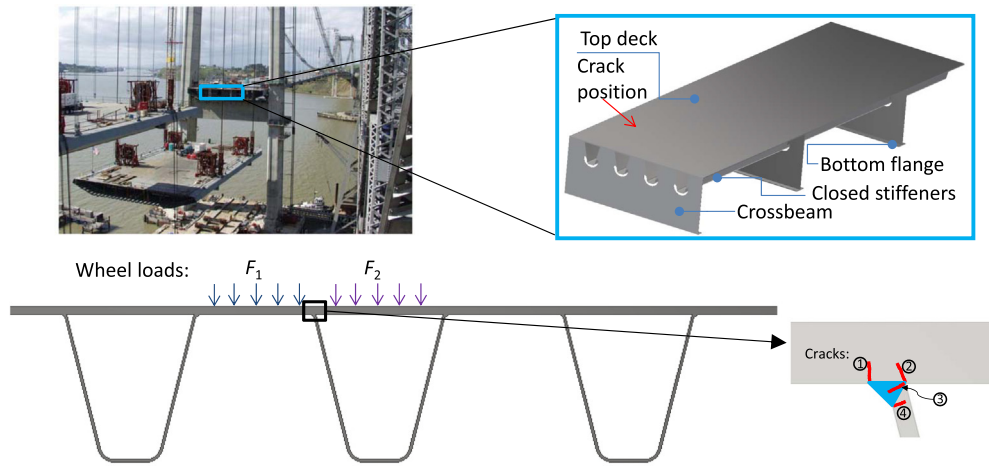 Top deck
Crack
position
Bottom flange
Closed stiffeners
Crossbeam
Wheel loads: F1 F2
Cracks:
1 2
3
4